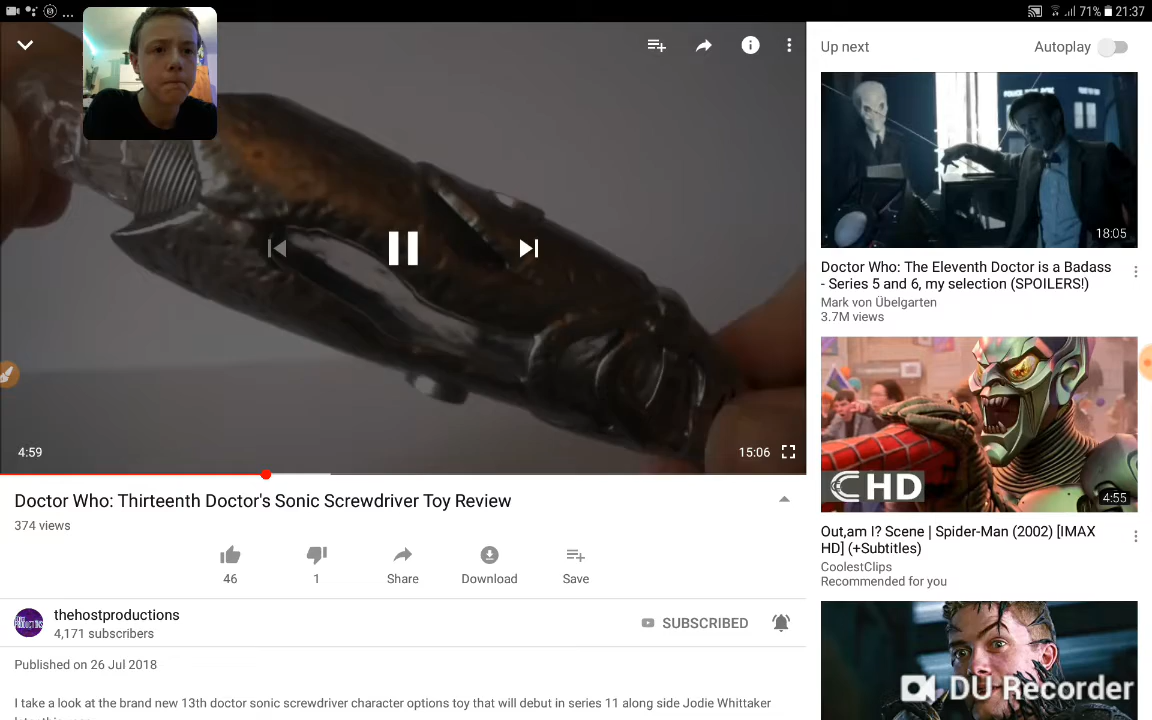 ... 71% 21:37
Up next Autoplay
POLICE
18:05
Doctor Who: The Eleventh Doctor is a Badass
- Series 5 and 6, my selection (SPOILERS!)
Mark von Übelgarten
3.7M views
CHD
4:55
Out,am I? Scene | Spider-Man (2002) [IMAX
HD] (+Subtitles)
CoolestClips
Recommended for you
4:59 15:06
Doctor Who: Thirteenth Doctor's Sonic Screwdriver Toy Review
374 views
46 1 Share Download Save
thehostproductions
4,171 subscribers
SUBSCRIBED
Published on 26 Jul 2018
I take a look at the brand new 13th doctor sonic screwdriver character options toy that will debut in series 11 along side Jodie Whittaker
DU Recorder